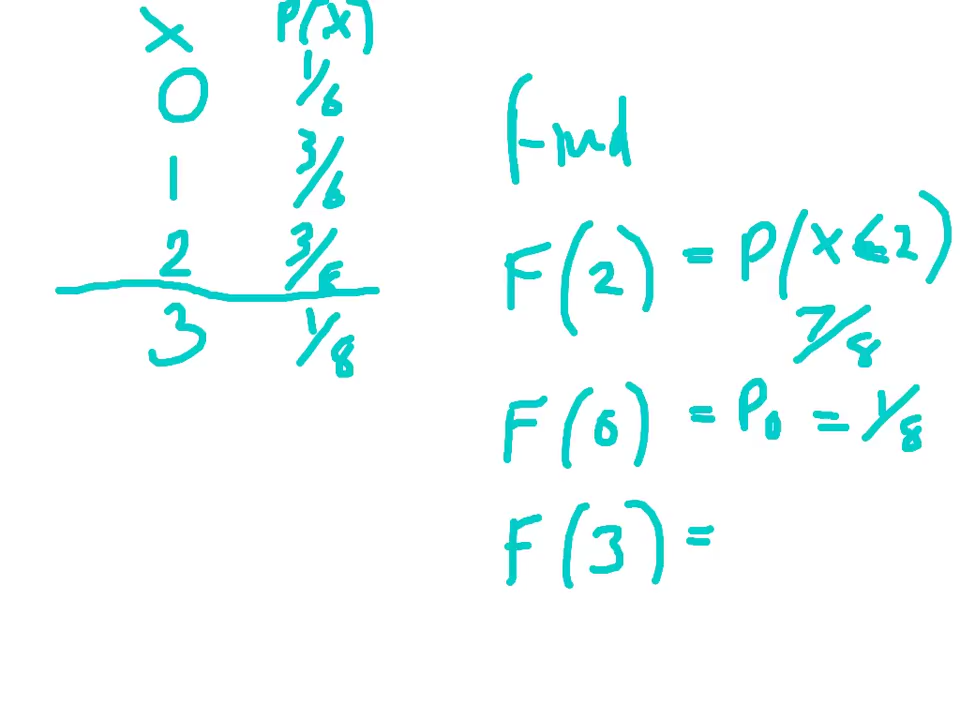 X P(X)
0 1/6
1 3/6
2 3/6
3 1/8
Find
F(2) = P(X ≤ 2)
7/8
F(0) = P0 = 1/8
F(3) =